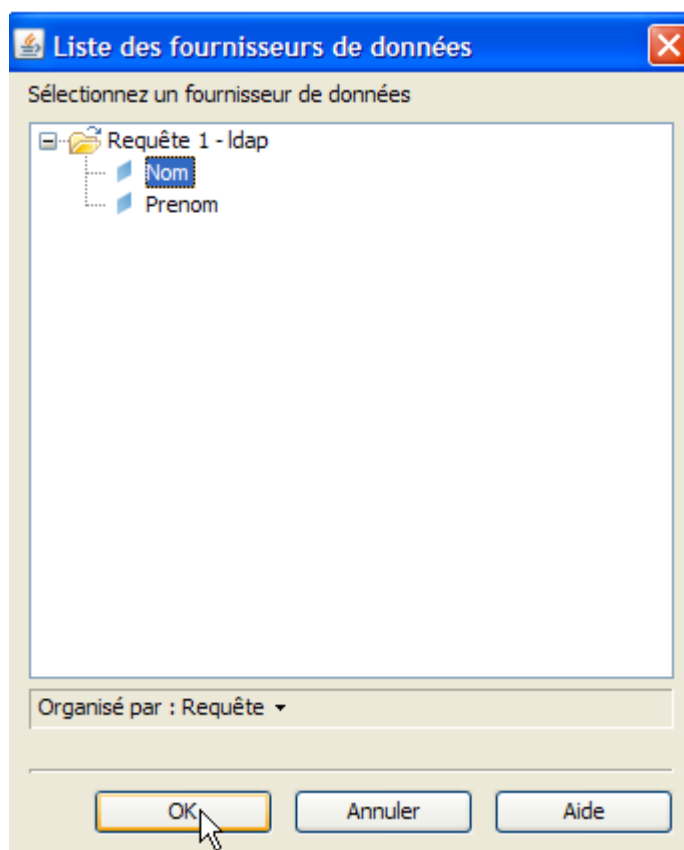 Liste des fournisseurs de données
Sélectionnez un fournisseur de données
Requête 1 - ldap
Nom
Prenom
Organisé par : Requête
OK Annuler Aide